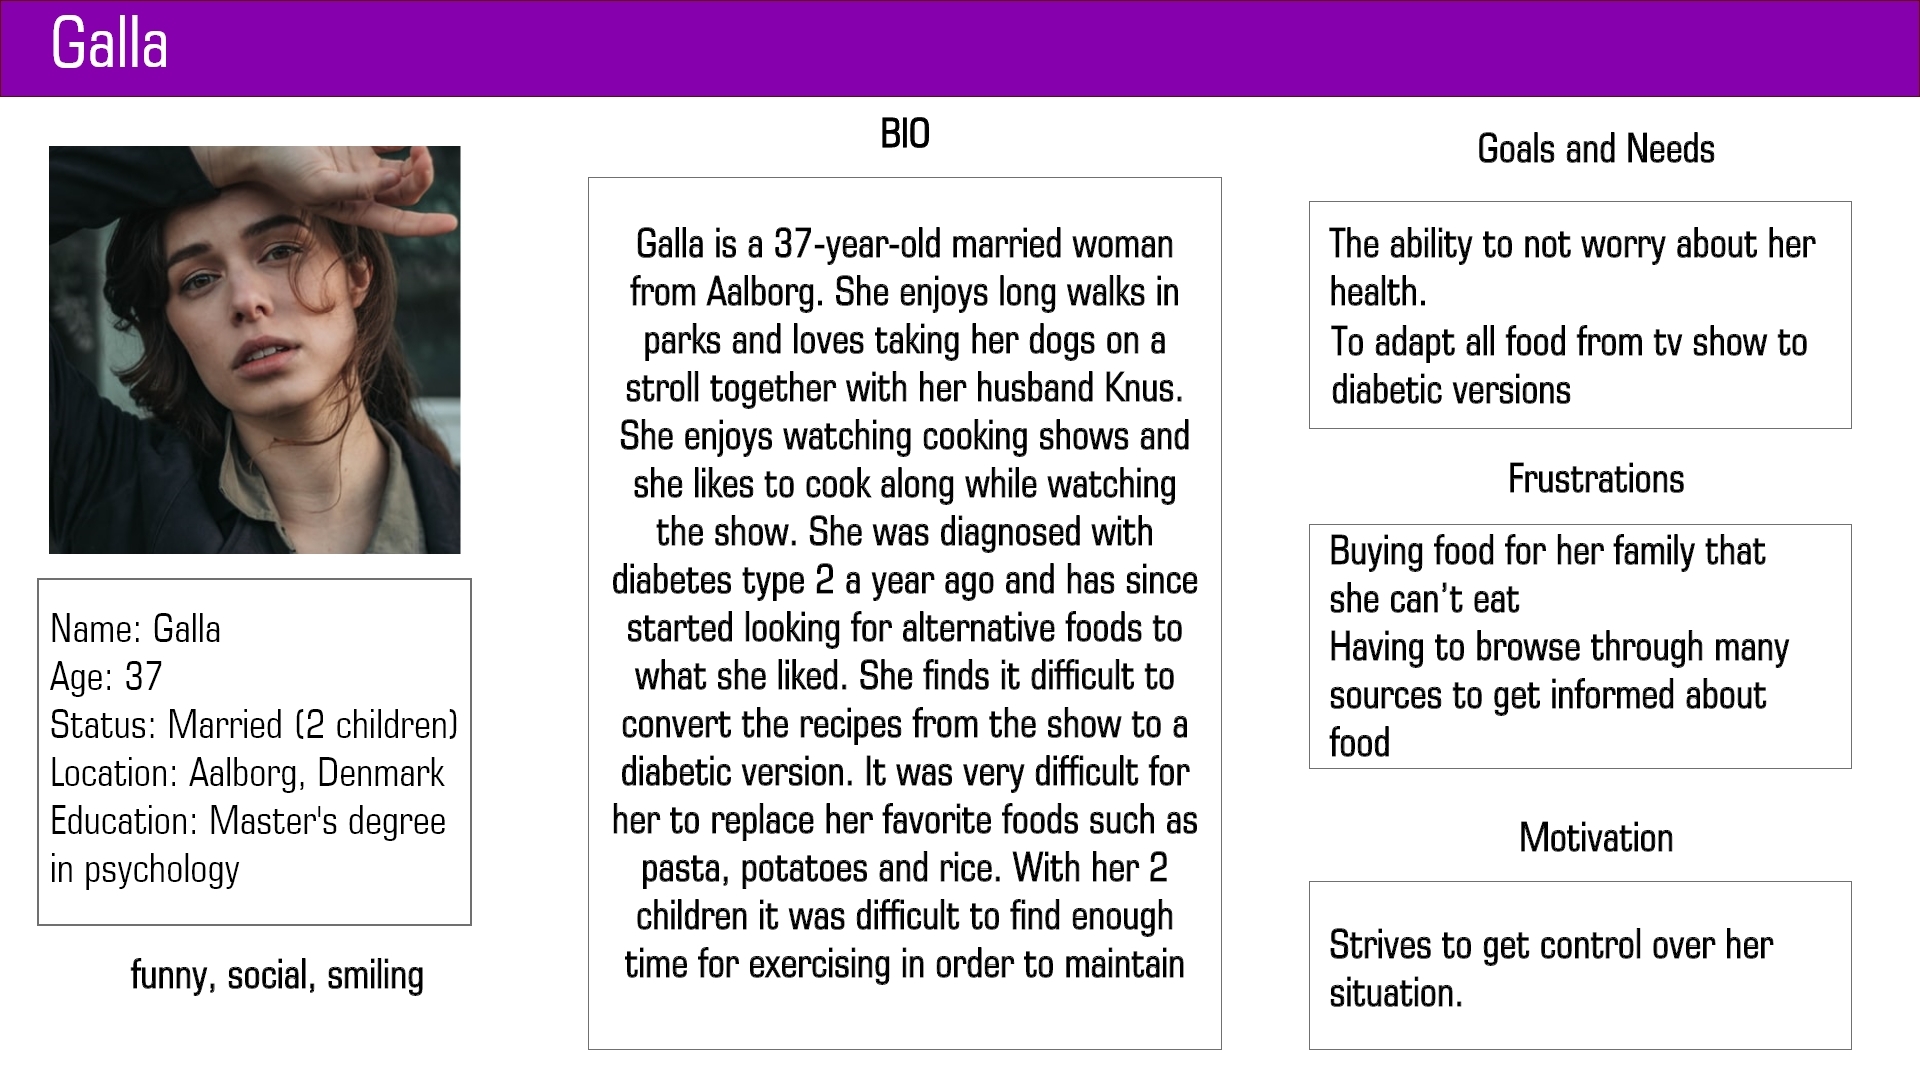 Galla
Name: Galla
Age: 37
Status: Married (2 children)
Location: Aalborg, Denmark
Education: Master's degree
in psychology
funny, social, smiling
BIO
Galla is a 37-year-old married woman
from Aalborg. She enjoys long walks in
parks and loves taking her dogs on a
stroll together with her husband Knus.
She enjoys watching cooking shows and
she likes to cook along while watching
the show. She was diagnosed with
diabetes type 2 a year ago and has since
started looking for alternative foods to
what she liked. She finds it difficult to
convert the recipes from the show to a
diabetic version. It was very difficult for
her to replace her favorite foods such as
pasta, potatoes and rice. With her 2
children it was difficult to find enough
time for exercising in order to maintain
Goals and Needs
The ability to not worry about her
health.
To adapt all food from tv show to
diabetic versions
Frustrations
Buying food for her family that
she can’t eat
Having to browse through many
sources to get informed about
food
Motivation
Strives to get control over her
situation.